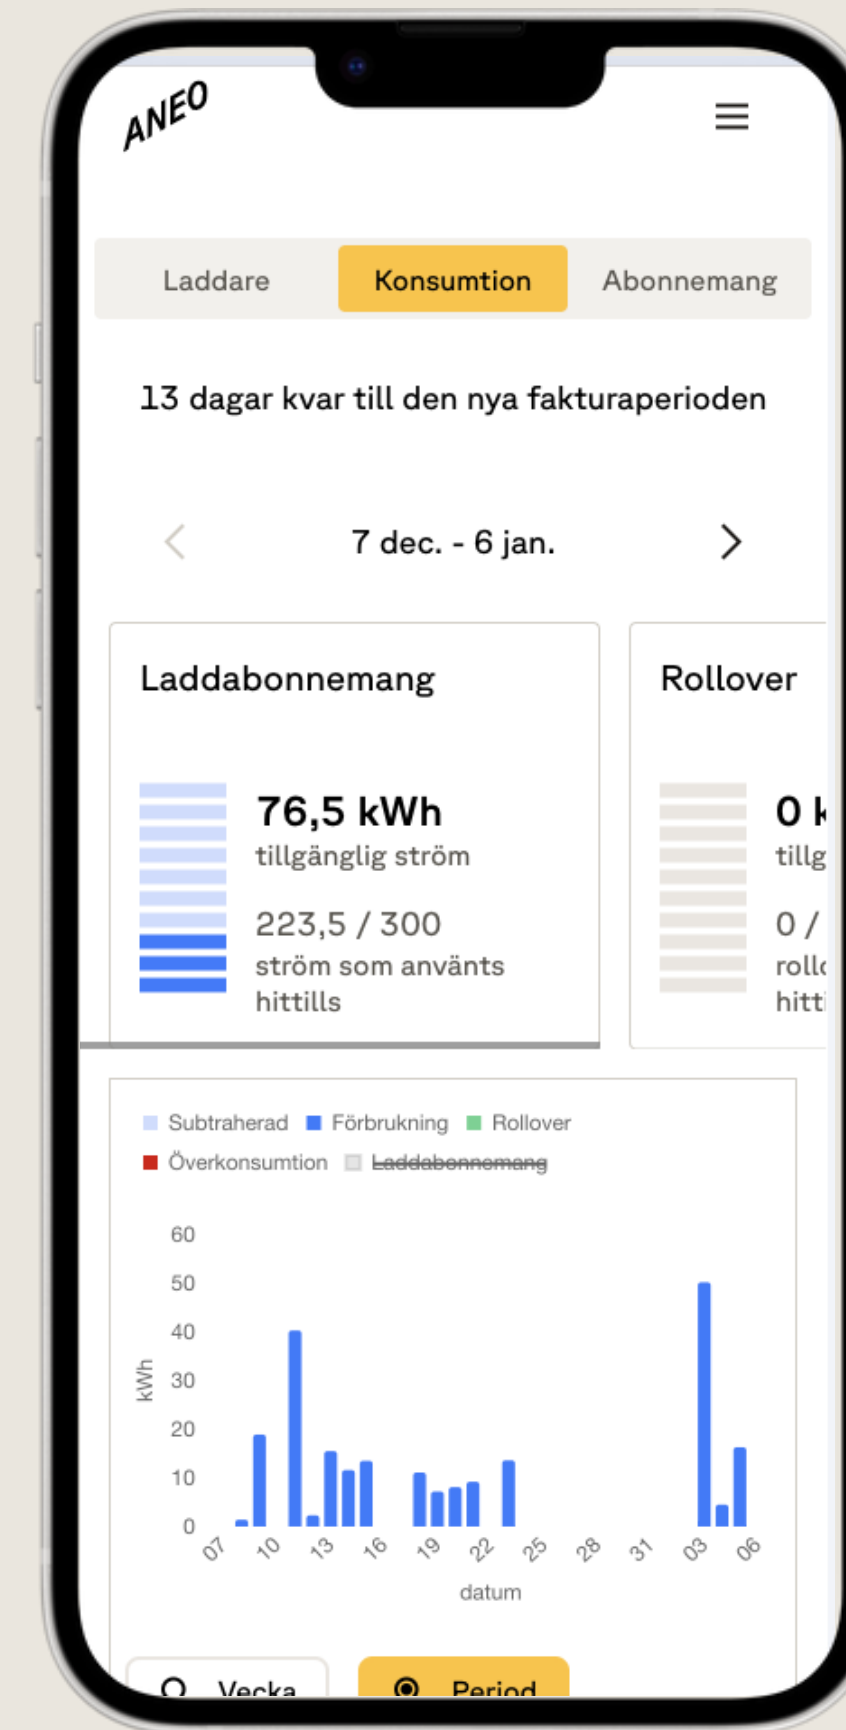 ANEO
Laddare Konsumtion Abonnemang
13 dagar kvar till den nya fakturaperioden
7 dec. - 6 jan.
Laddabonnemang
76,5 kWh
tillgänglig ström
223,5 / 300
ström som använts
hittills
Rollover
0
0 /
Subtraherad Förbrukning Rollover
Överkonsumtion Laddabonnemang
60
50
40
30
20
10
0
kWh
07 10 13 16 19 22 25 28 31 03 06
datum
Vecka Period